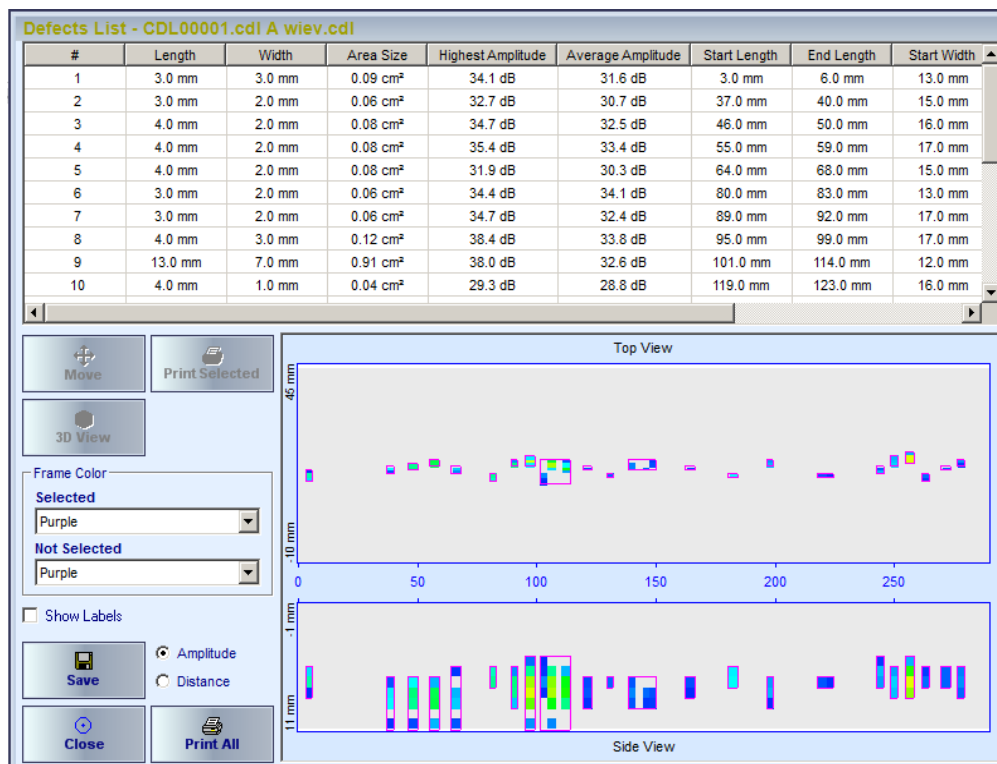 Defects List - CDL00001.cdl A wiev.cdl
# Length Width Area Size Highest Amplitude Average Amplitude Start Length End Length Start Width
1 3.0 mm 3.0 mm 0.09 cm² 34.1 dB 31.6 dB 3.0 mm 6.0 mm 13.0 mm
2 3.0 mm 2.0 mm 0.06 cm² 32.7 dB 30.7 dB 37.0 mm 40.0 mm 15.0 mm
3 4.0 mm 2.0 mm 0.08 cm² 34.7 dB 32.5 dB 46.0 mm 50.0 mm 16.0 mm
4 4.0 mm 2.0 mm 0.08 cm² 35.4 dB 33.4 dB 55.0 mm 59.0 mm 17.0 mm
5 4.0 mm 2.0 mm 0.08 cm² 31.9 dB 30.3 dB 64.0 mm 68.0 mm 15.0 mm
6 3.0 mm 2.0 mm 0.06 cm² 34.4 dB 34.1 dB 80.0 mm 83.0 mm 13.0 mm
7 3.0 mm 2.0 mm 0.06 cm² 34.7 dB 32.4 dB 89.0 mm 92.0 mm 17.0 mm
8 4.0 mm 3.0 mm 0.12 cm² 38.4 dB 33.8 dB 95.0 mm 99.0 mm 17.0 mm
9 13.0 mm 7.0 mm 0.91 cm² 38.0 dB 32.6 dB 101.0 mm 114.0 mm 12.0 mm
10 4.0 mm 1.0 mm 0.04 cm² 29.3 dB 28.8 dB 119.0 mm 123.0 mm 16.0 mm
Move
Print Selected
3D View
Frame Color
Selected
Purple
Not Selected
Purple
Show Labels
Save
Amplitude
Distance
Close
Print All
Top View
45 mm
-10 mm
0 50 100 150 200 250
-1 mm
11 mm
Side View